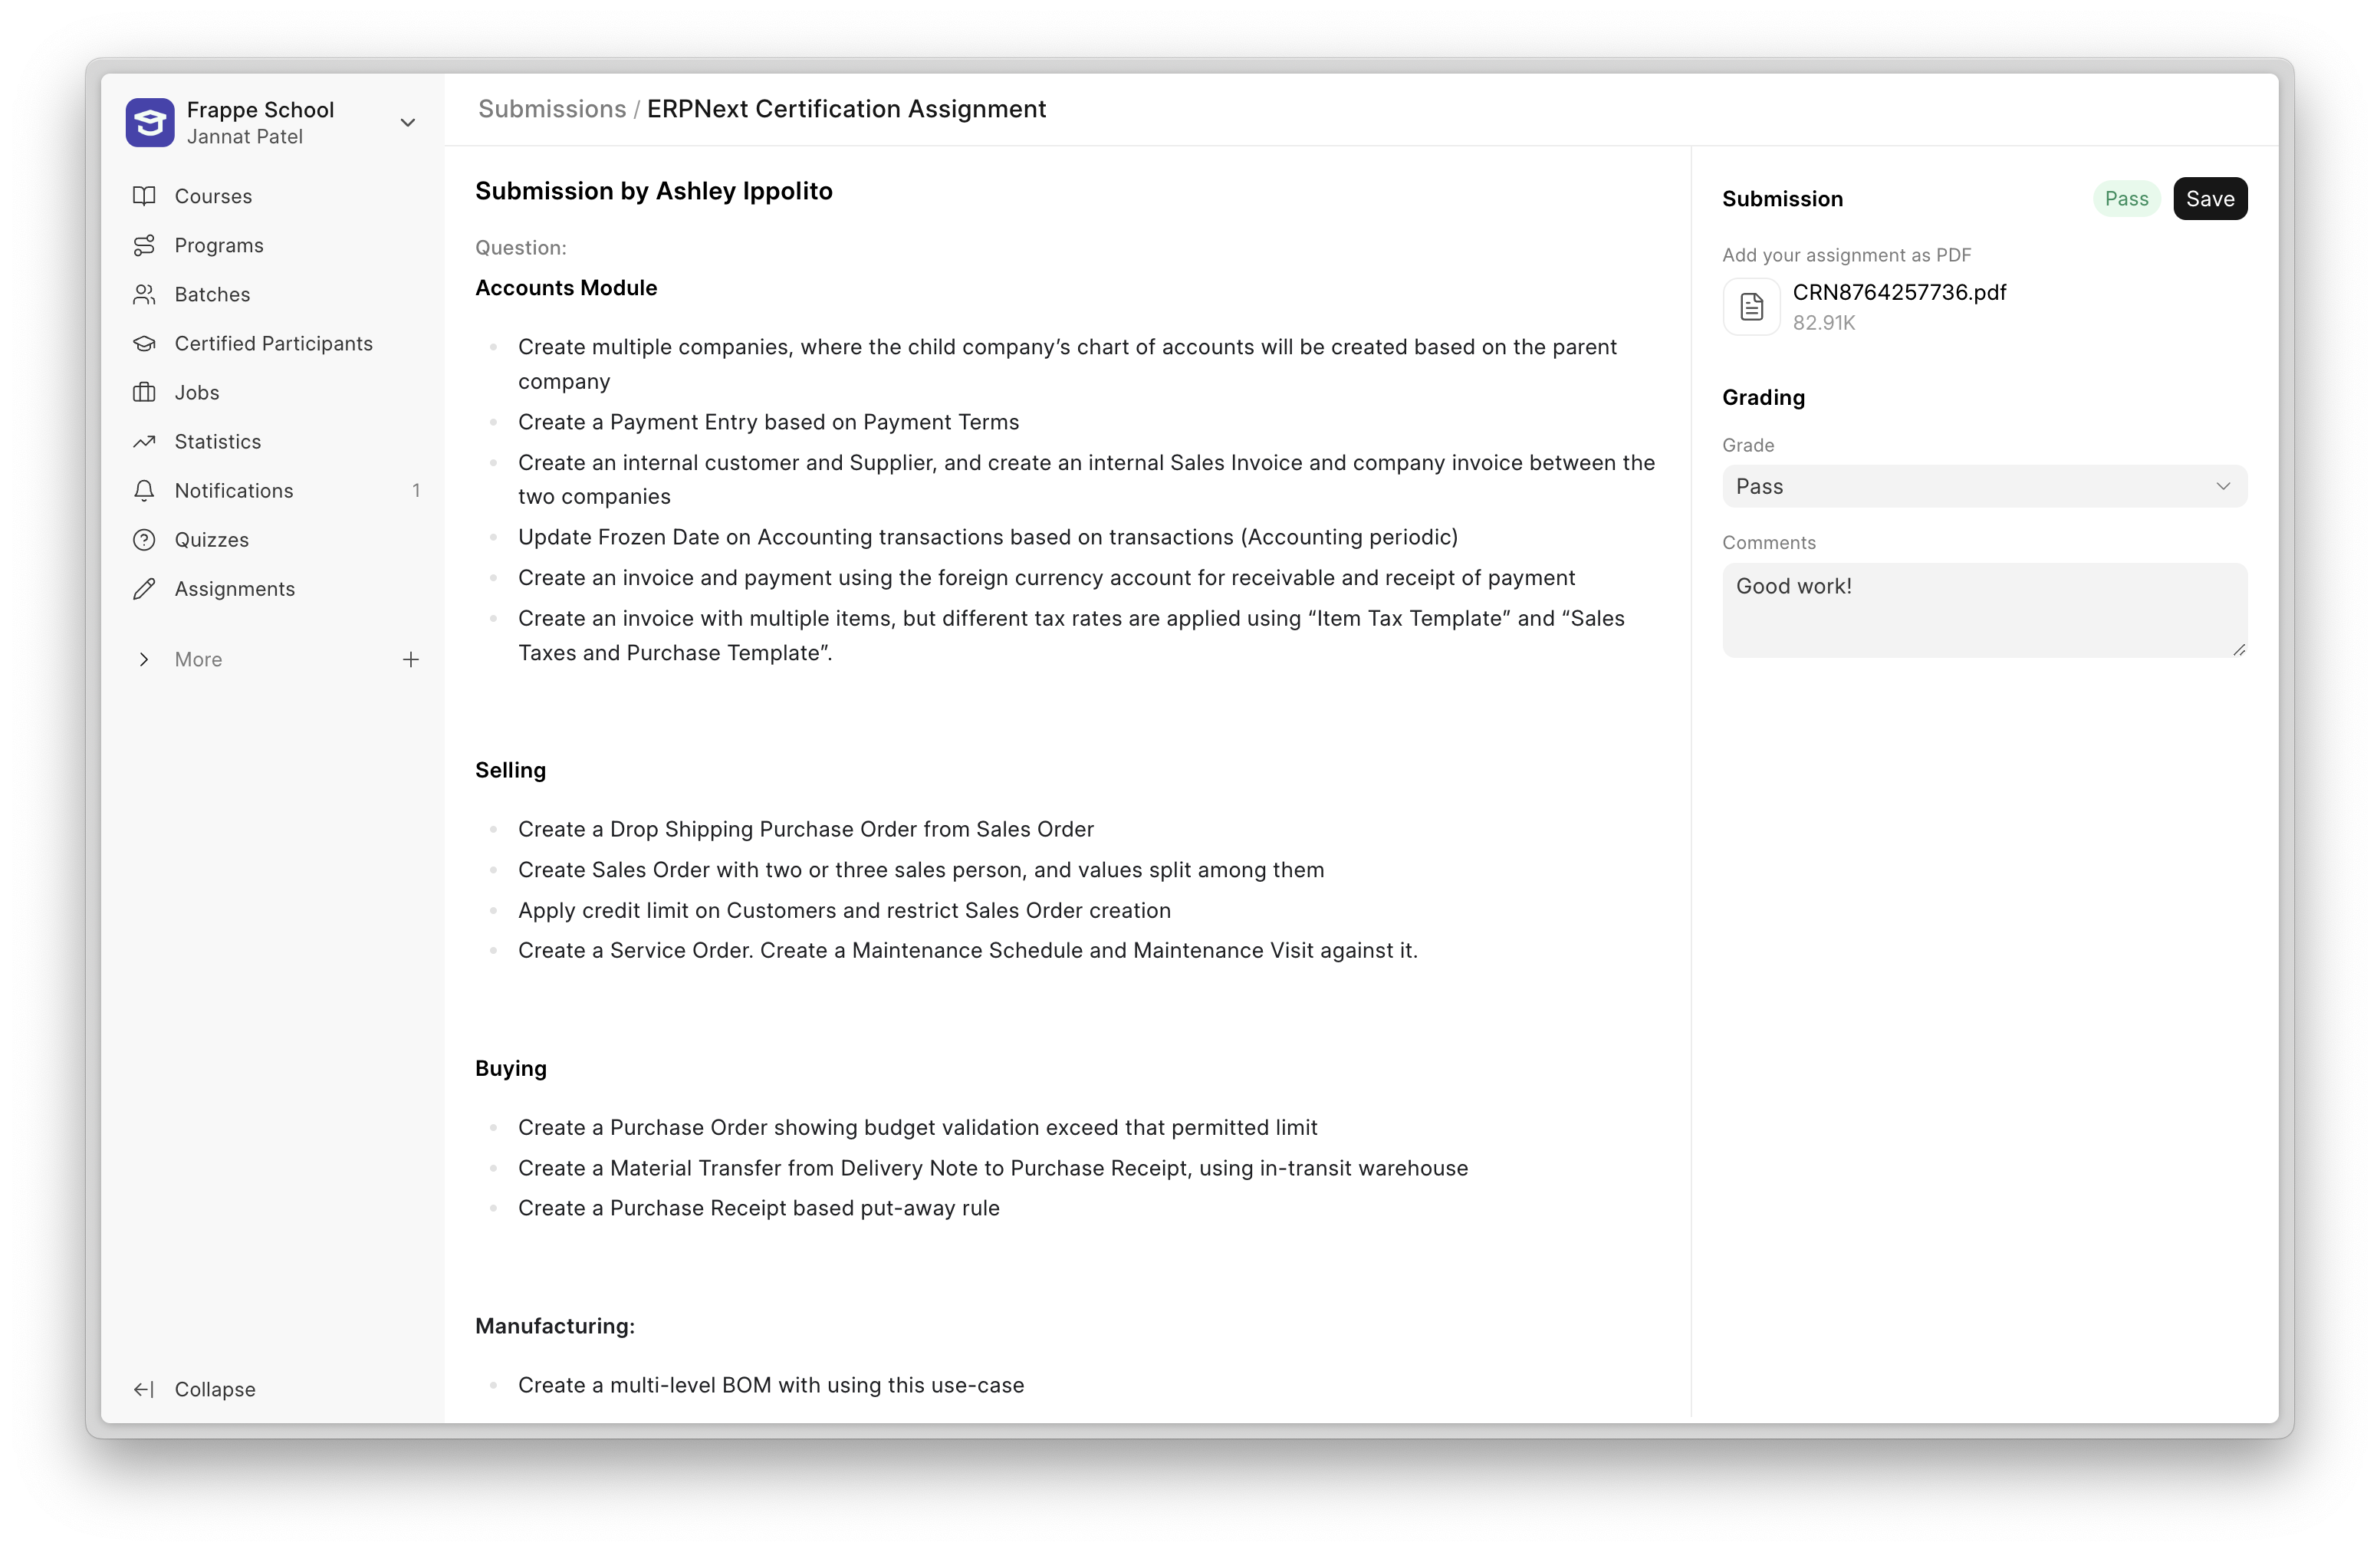 Frappe School
Jannat Patel
Courses
Programs
Batches
Certified Participants
Jobs
Statistics
Notifications 1
Quizzes
Assignments
More
Collapse
Submissions / ERPNext Certification Assignment
Submission by Ashley Ippolito
Question:
Accounts Module
Create multiple companies, where the child company’s chart of accounts will be created based on the parent
company
Create a Payment Entry based on Payment Terms
Create an internal customer and Supplier, and create an internal Sales Invoice and company invoice between the
two companies
Update Frozen Date on Accounting transactions based on transactions (Accounting periodic)
Create an invoice and payment using the foreign currency account for receivable and receipt of payment
Create an invoice with multiple items, but different tax rates are applied using “Item Tax Template” and “Sales
Taxes and Purchase Template”.
Selling
Create a Drop Shipping Purchase Order from Sales Order
Create Sales Order with two or three sales person, and values split among them
Apply credit limit on Customers and restrict Sales Order creation
Create a Service Order. Create a Maintenance Schedule and Maintenance Visit against it.
Buying
Create a Purchase Order showing budget validation exceed that permitted limit
Create a Material Transfer from Delivery Note to Purchase Receipt, using in-transit warehouse
Create a Purchase Receipt based put-away rule
Manufacturing:
Create a multi-level BOM with using this use-case
Submission Pass Save
Add your assignment as PDF
CRN8764257736.pdf
82.91K
Grading
Grade
Pass
Comments
Good work!